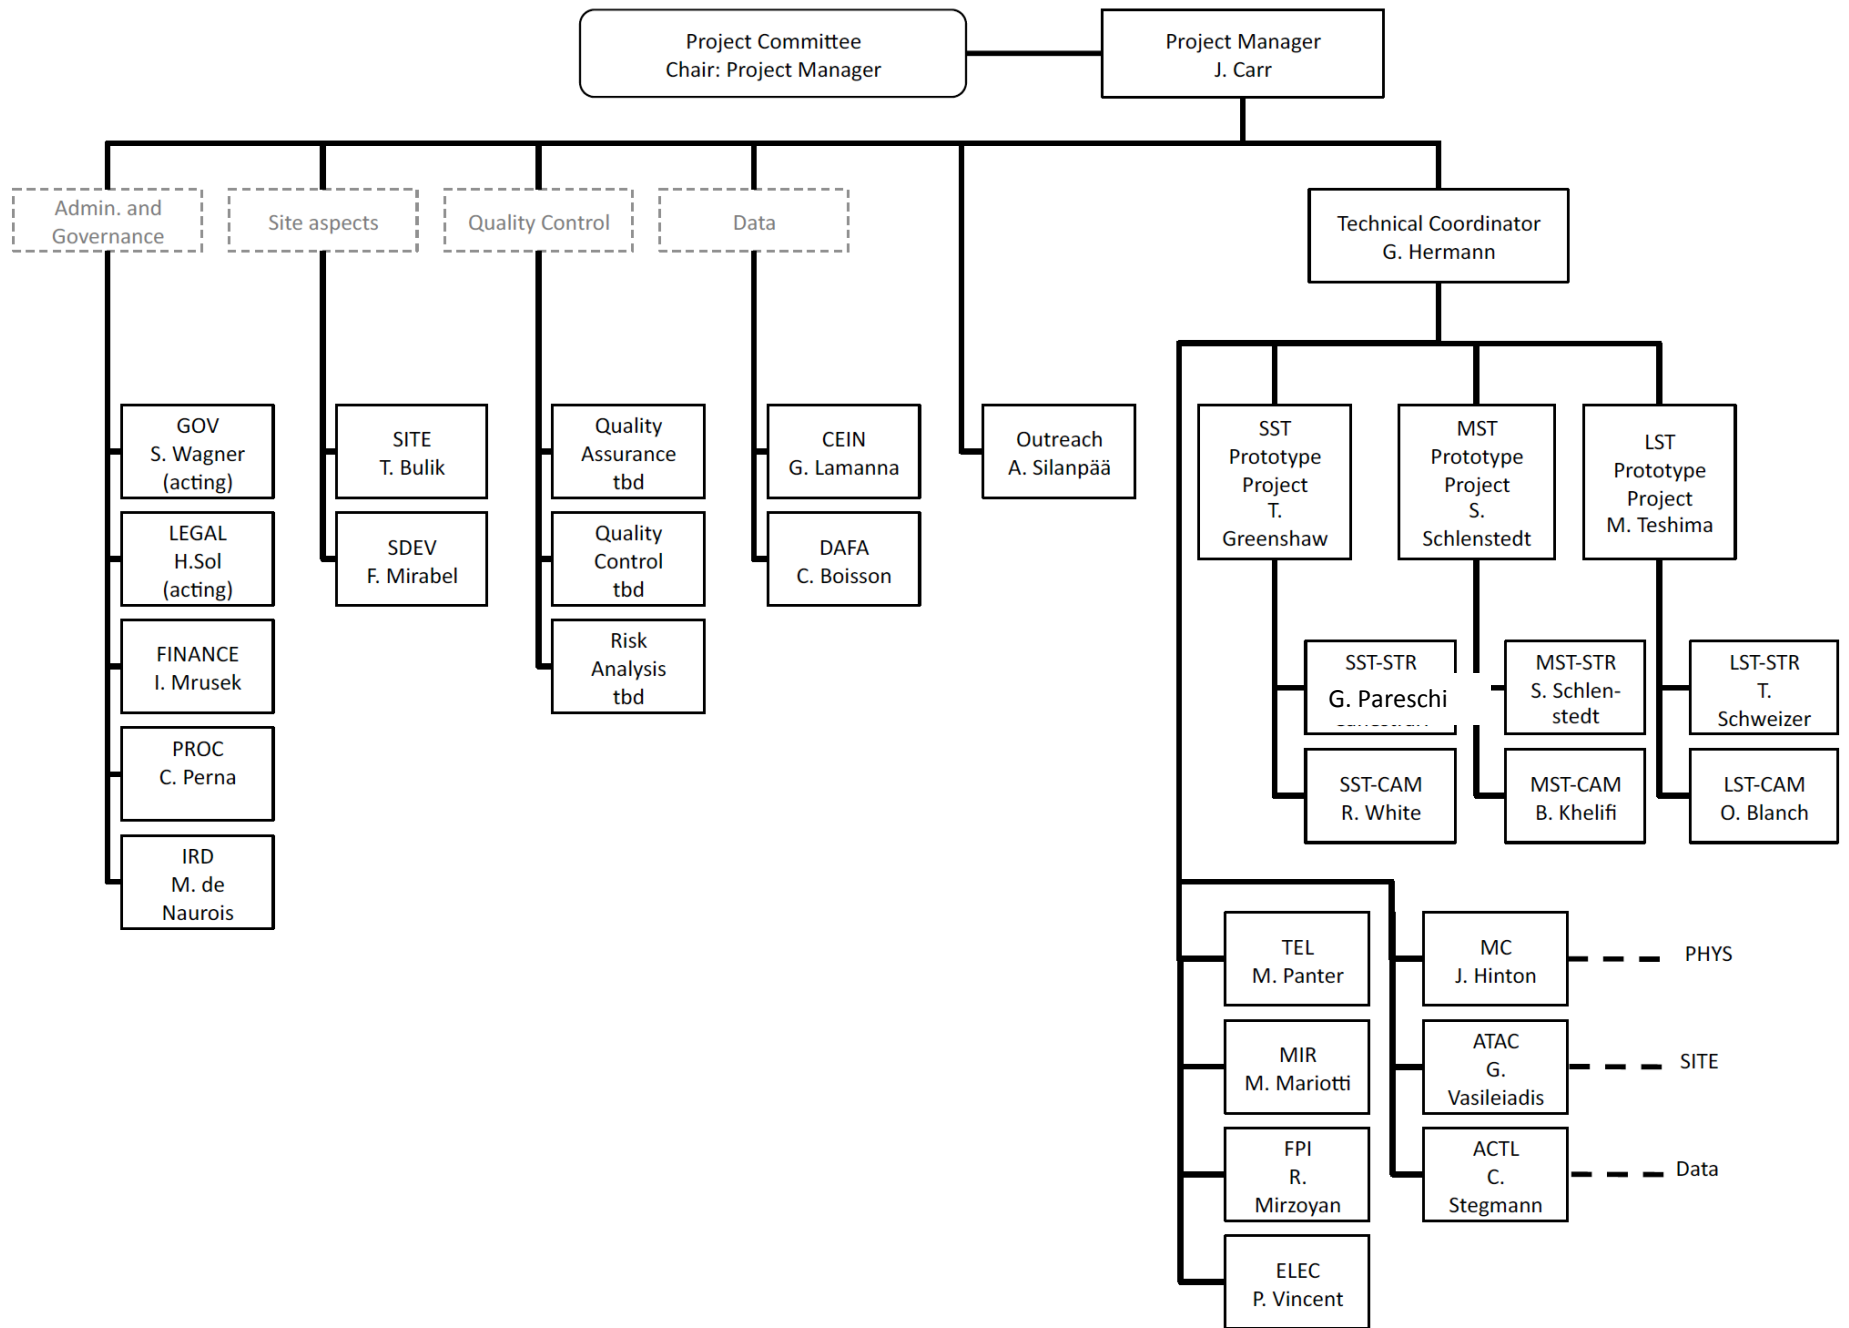 Project Committee
Chair: Project Manager
Project Manager
J. Carr
Admin. and
Governance
Site aspects
Quality Control
Data
Technical Coordinator
G. Hermann
GOV
S. Wagner
(acting)
LEGAL
H.Sol
(acting)
FINANCE
I. Mrusek
PROC
C. Perna
IRD
M. de
Naurois
SITE
T. Bulik
SDEV
F. Mirabel
Quality
Assurance
tbd
Quality
Control
tbd
Risk
Analysis
tbd
CEIN
G. Lamanna
DAFA
C. Boisson
Outreach
A. Silanpää
SST
Prototype
Project
T.
Greenshaw
MST
Prototype
Project
S.
Schlenstedt
LST
Prototype
Project
M. Teshima
SST-STR
G. Pareschi
SST-CAM
R. White
MST-STR
S. Schlen-
stedt
MST-CAM
B. Khelifi
LST-STR
T.
Schweizer
LST-CAM
O. Blanch
TEL
M. Panter
MIR
M. Mariotti
FPI
R.
Mirzoyan
ELEC
P. Vincent
MC
J. Hinton
PHYS
ATAC
G.
Vasileiadis
SITE
ACTL
C.
Stegmann
Data